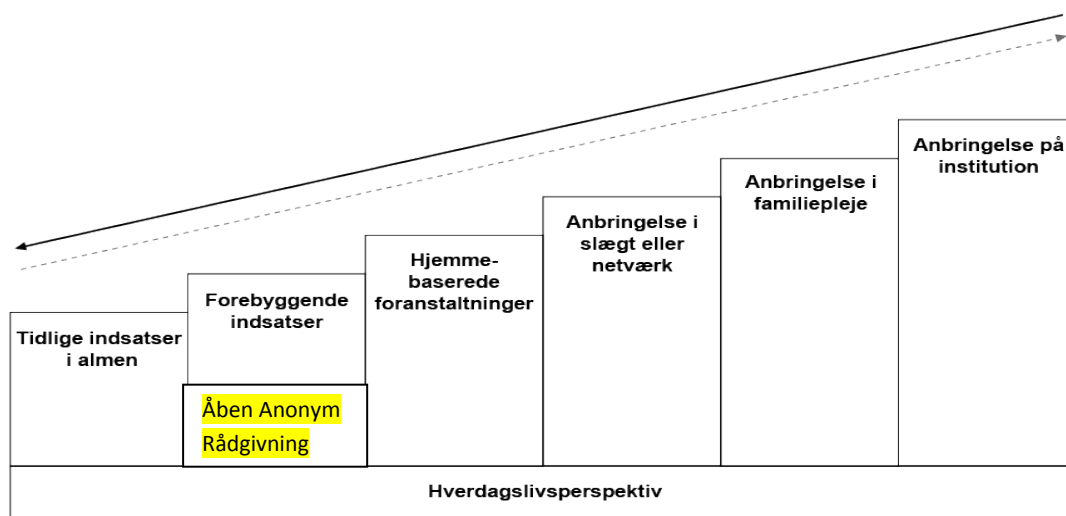 Tidlige indsatser
i almen
Forebyggende
indsatser
Åben Anonym
Rådgivning
Hjemme-
baserede
foranstaltninger
Anbringelse i
slægt eller
netværk
Anbringelse i
familiepleje
Anbringelse på
institution
Hverdagslivsperspektiv